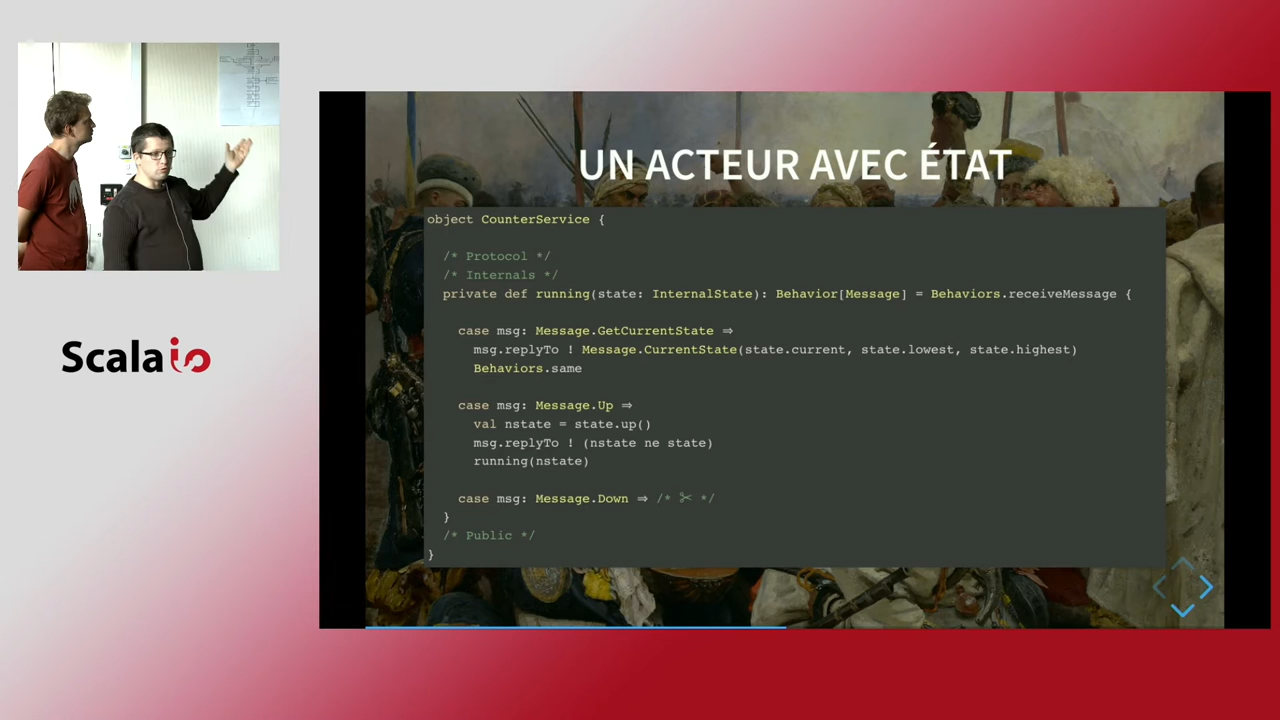 UN ACTEUR AVEC ÉTAT
object CounterService {
/* Protocol */
/* Internals */
private def running(state: InternalState): Behavior[Message] = Behaviors.receiveMessage {
case msg: Message.GetCurrentState ⇒
msg.replyTo ! Message.CurrentState(state.current, state.lowest, state.highest)
Behaviors.same
case msg: Message.Up ⇒
val nstate = state.up()
msg.replyTo ! (nstate ne state)
running(nstate)
case msg: Message.Down ⇒ /* ✂ */
}
/* Public */
}
Scala io